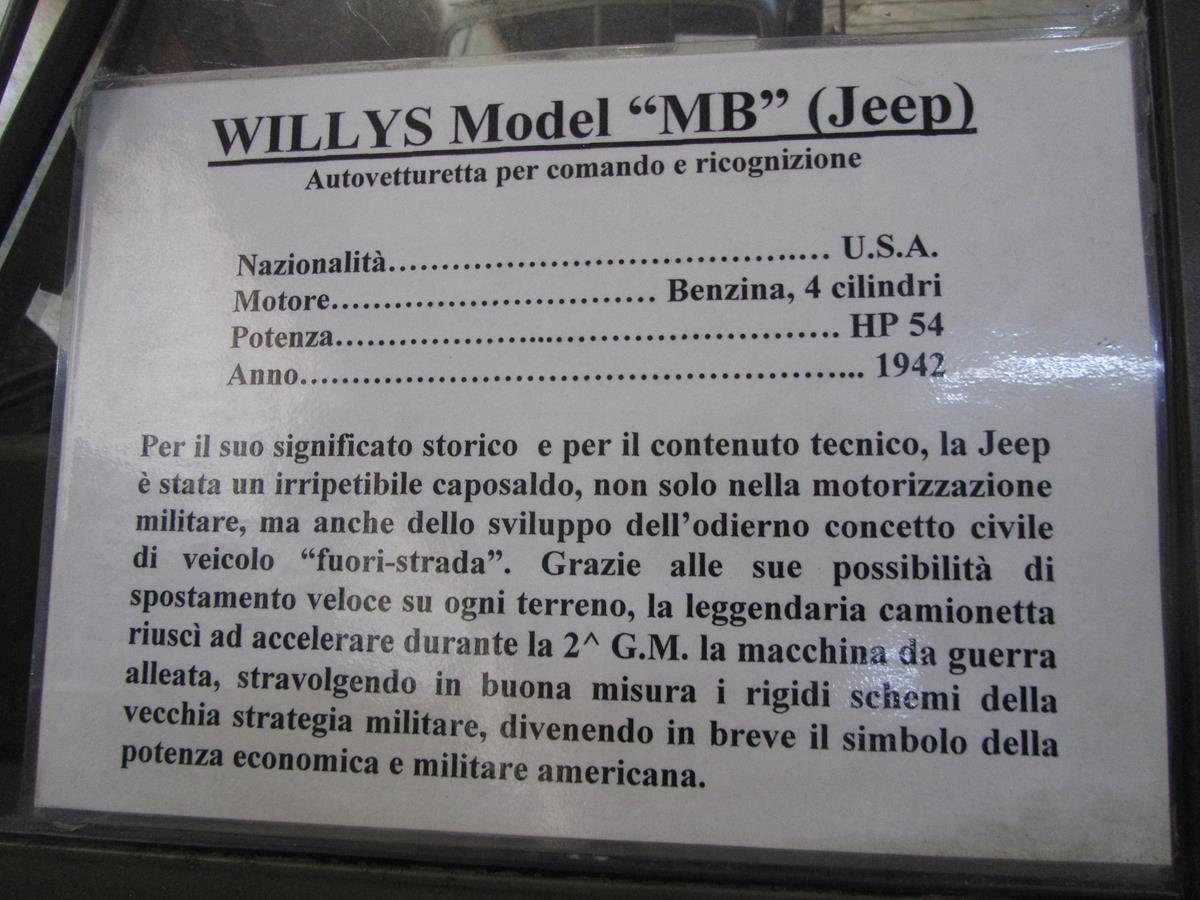 WILLYS Model “MB” (Jeep)
Autovetturetta per comando e ricognizione
Nazionalità……………………………….…. U.S.A.
Motore………………………… Benzina, 4 cilindri
Potenza………………...……………………. HP 54
Anno…………………………………………... 1942
Per il suo significato storico e per il contenuto tecnico, la Jeep
è stata un irripetibile caposaldo, non solo nella motorizzazione
militare, ma anche dello sviluppo dell’odierno concetto civile
di veicolo “fuori-strada”. Grazie alle sue possibilità di
spostamento veloce su ogni terreno, la leggendaria camionetta
riuscì ad accelerare durante la 2^ G.M. la macchina da guerra
alleata, stravolgendo in buona misura i rigidi schemi della
vecchia strategia militare, divenendo in breve il simbolo della
potenza economica e militare americana.